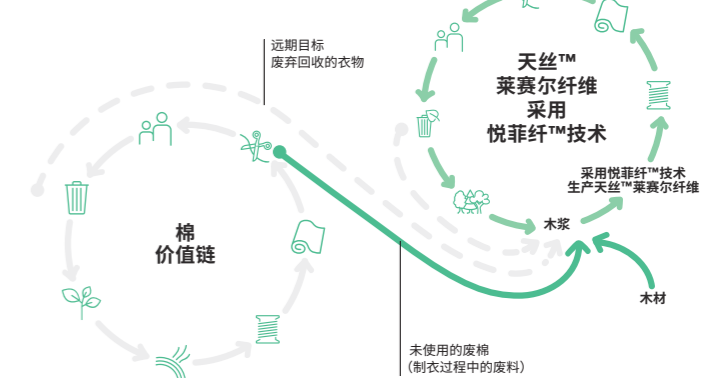 远期目标
废弃回收的衣物
天丝™
莱赛尔纤维
采用
悦菲纤™技术
采用悦菲纤™技术
生产天丝™莱赛尔纤维
木浆
木材
棉
价值链
未使用的废棉
（制衣过程中的废料）